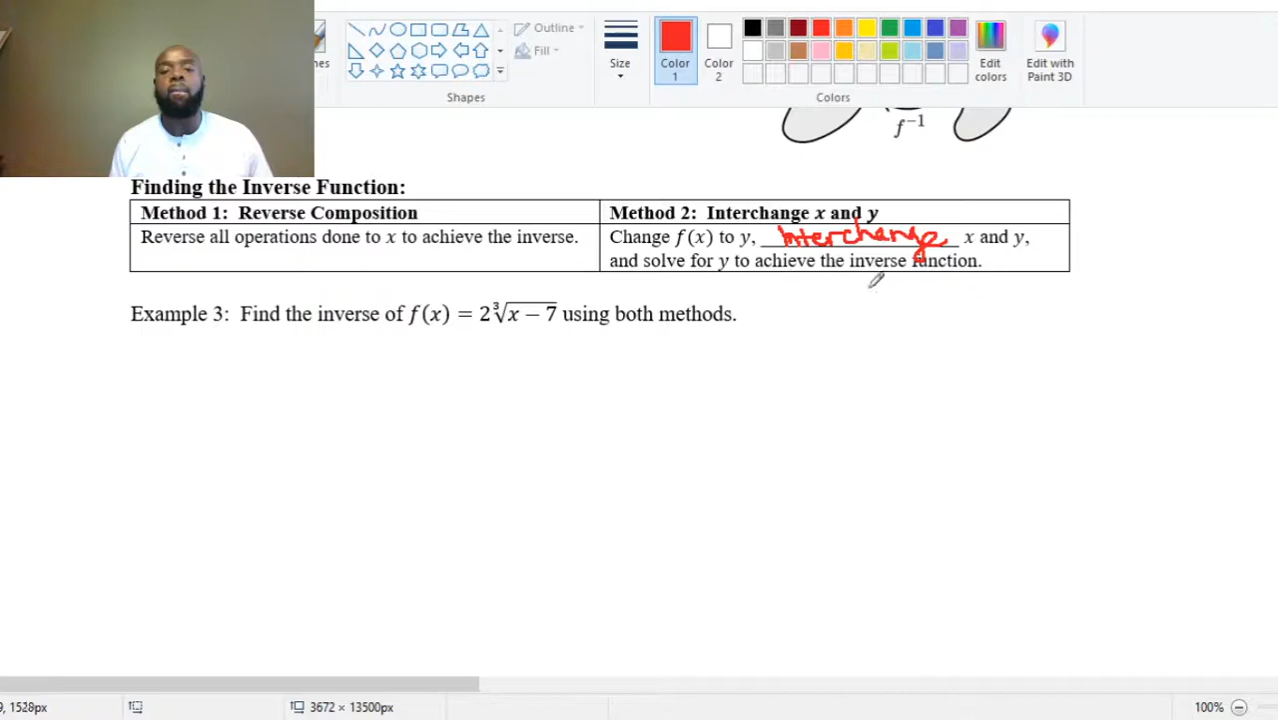 Outline
Fill
nes
Size
Color 1
Color 2
Edit colors
Edit with Paint 3D
Shapes
Colors
f⁻¹
Finding the Inverse Function:
Method 1: Reverse Composition
Reverse all operations done to x to achieve the inverse.
Method 2: Interchange x and y
Change f(x) to y, Interchange x and y,
and solve for y to achieve the inverse function.
Example 3: Find the inverse of f(x) = 2∛(x − 7) using both methods.
9, 1528px
3672 × 13500px
100%